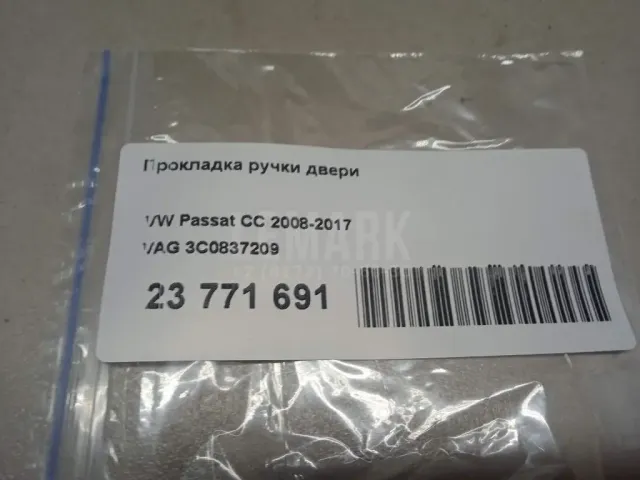 Прокладка ручки двери
VW Passat CC 2008-2017
VAG 3C0837209
23 771 691